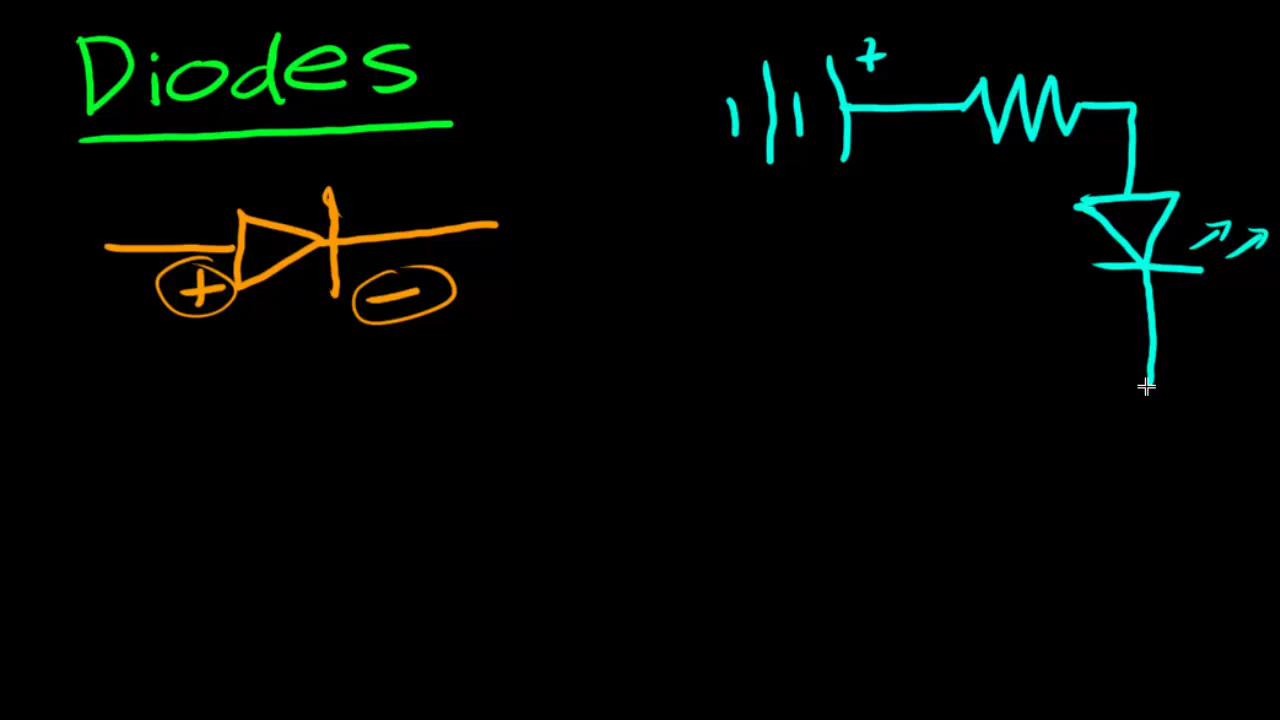 Diodes
+
+ −